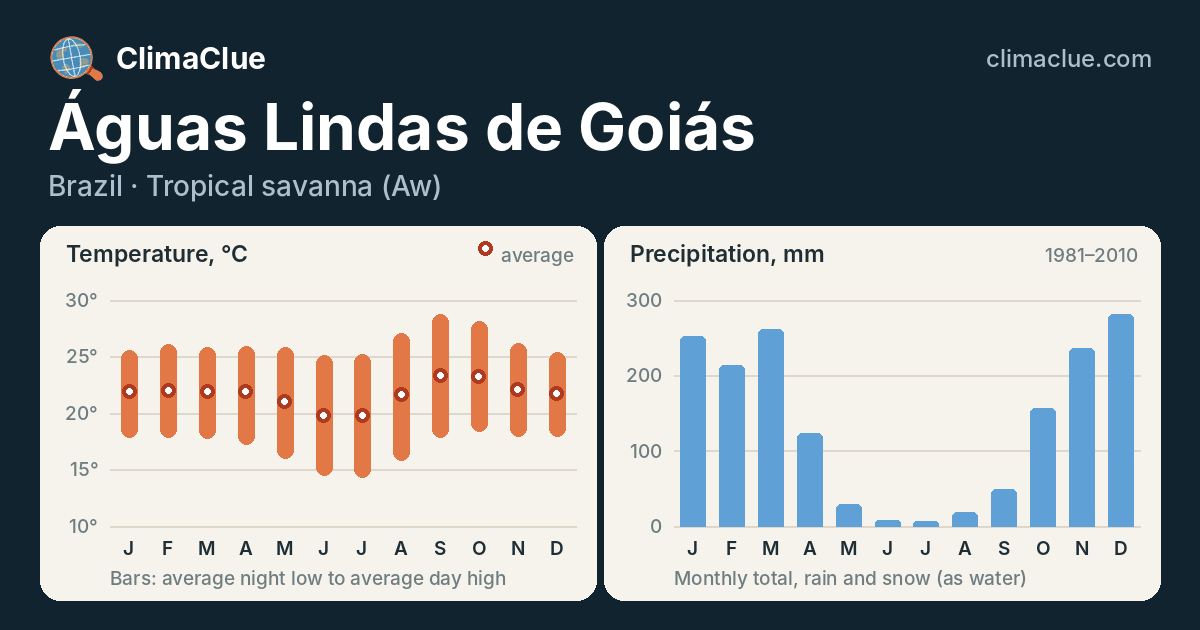 ClimaClue
climaclue.com
Águas Lindas de Goiás
Brazil · Tropical savanna (Aw)
Temperature, °C
average
30°
25°
20°
15°
10°
J F M A M J J A S O N D
Bars: average night low to average day high
Precipitation, mm
1981–2010
300
200
100
0
J F M A M J J A S O N D
Monthly total, rain and snow (as water)